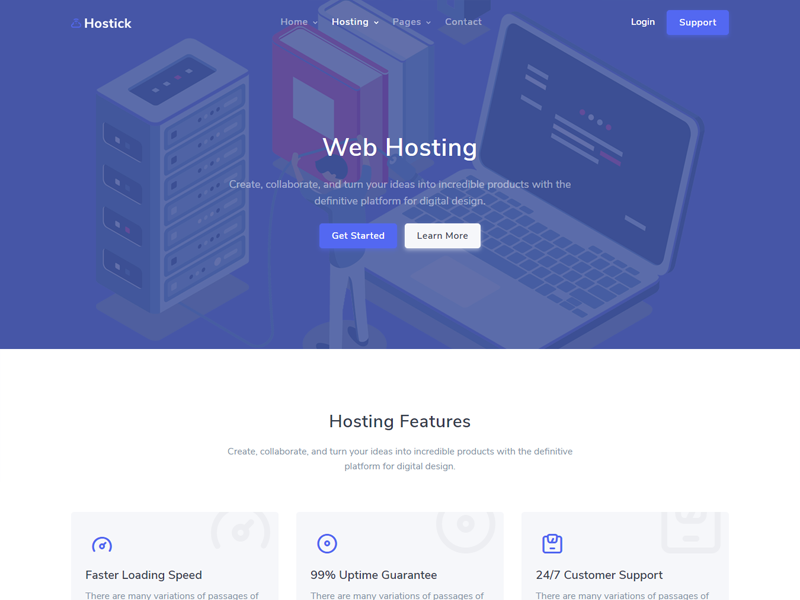 Hostick
Home Hosting Pages Contact
Login Support
Web Hosting
Create, collaborate, and turn your ideas into incredible products with the
definitive platform for digital design.
Get Started Learn More
Hosting Features
Create, collaborate, and turn your ideas into incredible products with the definitive
platform for digital design.
Faster Loading Speed
There are many variations of passages of
99% Uptime Guarantee
There are many variations of passages of
24/7 Customer Support
There are many variations of passages of